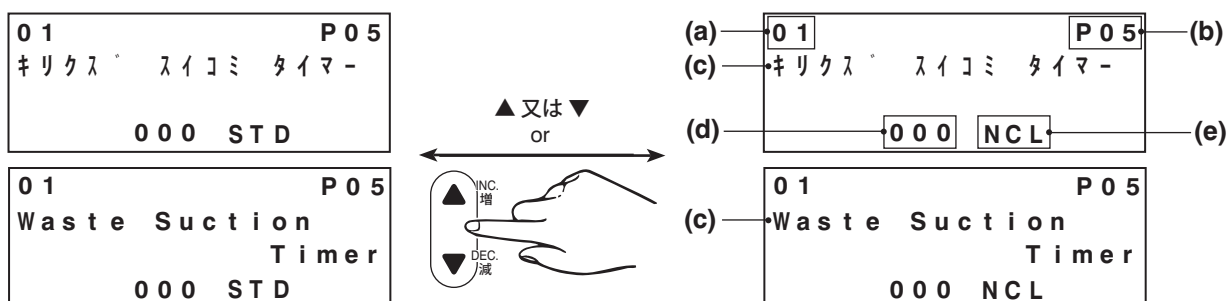 01 P05
キリクズ スイコミ タイマー
000 STD
01 P05
Waste Suction
Timer
000 STD
▲ 又は ▼
or
INC.
増
DEC.
減
(a) 01 P05 (b)
(c) キリクズ スイコミ タイマー
(d) 000 NCL (e)
01 P05
(c) Waste Suction
Timer
000 NCL